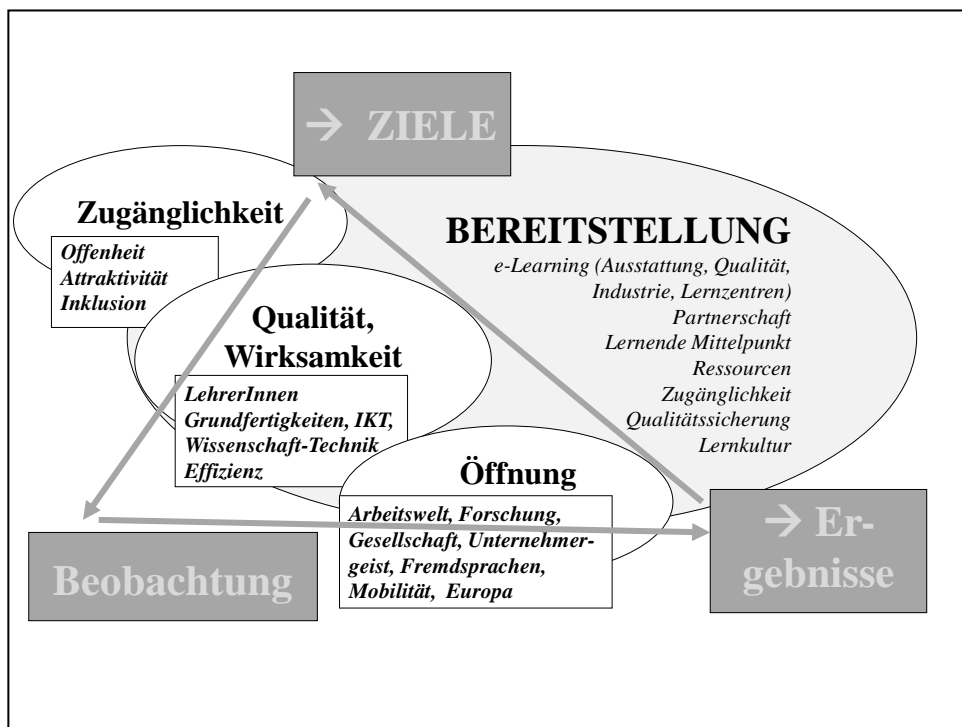 → ZIELE
Zugänglichkeit
Offenheit
Attraktivität
Inklusion
Qualität,
Wirksamkeit
LehrerInnen
Grundfertigkeiten, IKT,
Wissenschaft-Technik
Effizienz
BEREITSTELLUNG
e-Learning (Ausstattung, Qualität,
Industrie, Lernzentren)
Partnerschaft
Lernende Mittelpunkt
Ressourcen
Zugänglichkeit
Qualitätssicherung
Lernkultur
Öffnung
Arbeitswelt, Forschung,
Gesellschaft, Unternehmer-
geist, Fremdsprachen,
Mobilität, Europa
Beobachtung
→ Er-
gebnisse